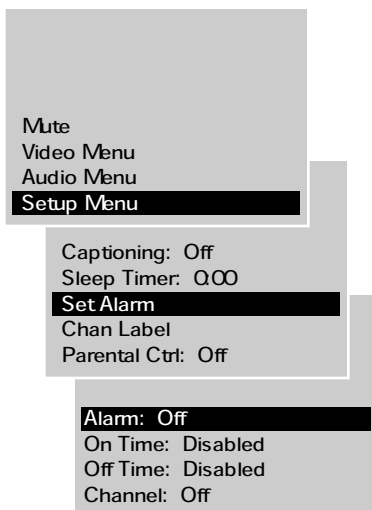 Mute
Video Menu
Audio Menu
Setup Menu
Captioning: Off
Sleep Timer: 0:00
Set Alarm
Chan Label
Parental Ctrl: Off
Alarm: Off
On Time: Disabled
Off Time: Disabled
Channel: Off